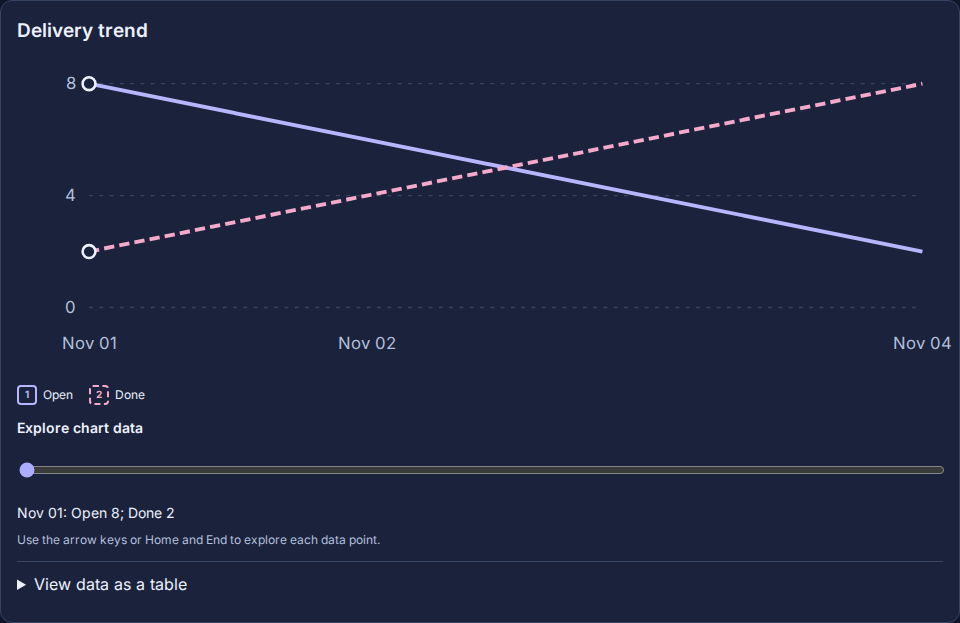 Delivery trend
8
4
0
Nov 01 Nov 02 Nov 04
1 Open 2 Done
Explore chart data
Nov 01: Open 8; Done 2
Use the arrow keys or Home and End to explore each data point.
View data as a table